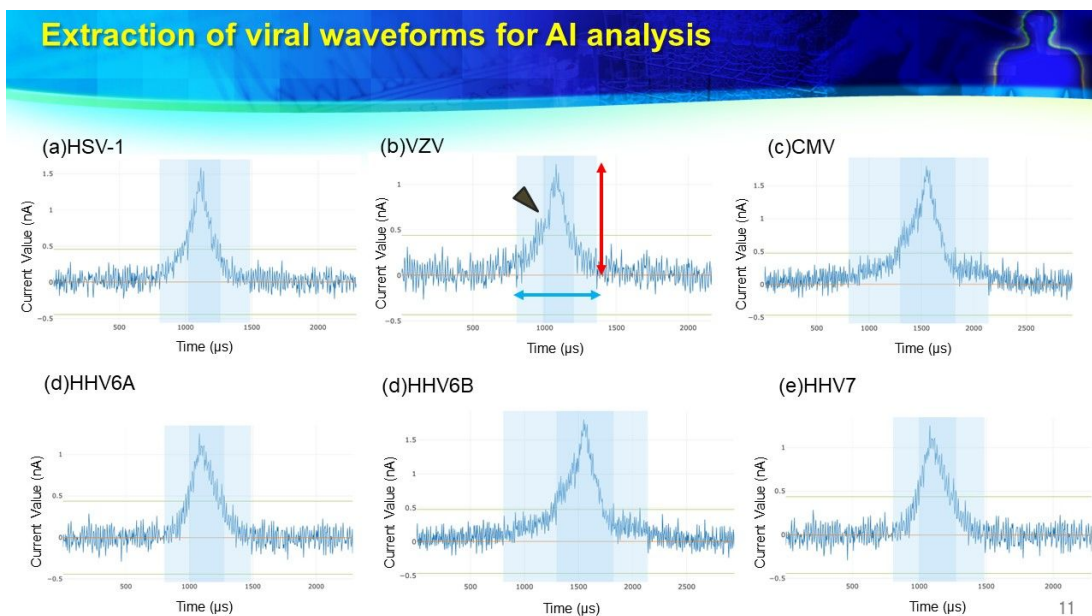 Extraction of viral waveforms for AI analysis
(a)HSV-1
Current Value (nA)
1.5
1
0.5
0
−0.5
500
1000
1500
2000
Time (μs)
(b)VZV
Current Value (nA)
1
0.5
0
−0.5
500
1000
1500
2000
Time (μs)
(c)CMV
Current Value (nA)
1.5
1
0.5
0
−0.5
500
1000
1500
2000
2500
Time (μs)
(d)HHV6A
Current Value (nA)
1
0.5
0
−0.5
500
1000
1500
2000
Time (μs)
(d)HHV6B
Current Value (nA)
1.5
1
0.5
0
−0.5
500
1000
1500
2000
2500
Time (μs)
(e)HHV7
Current Value (nA)
1
0.5
0
−0.5
500
1000
1500
2000
Time (μs)
11